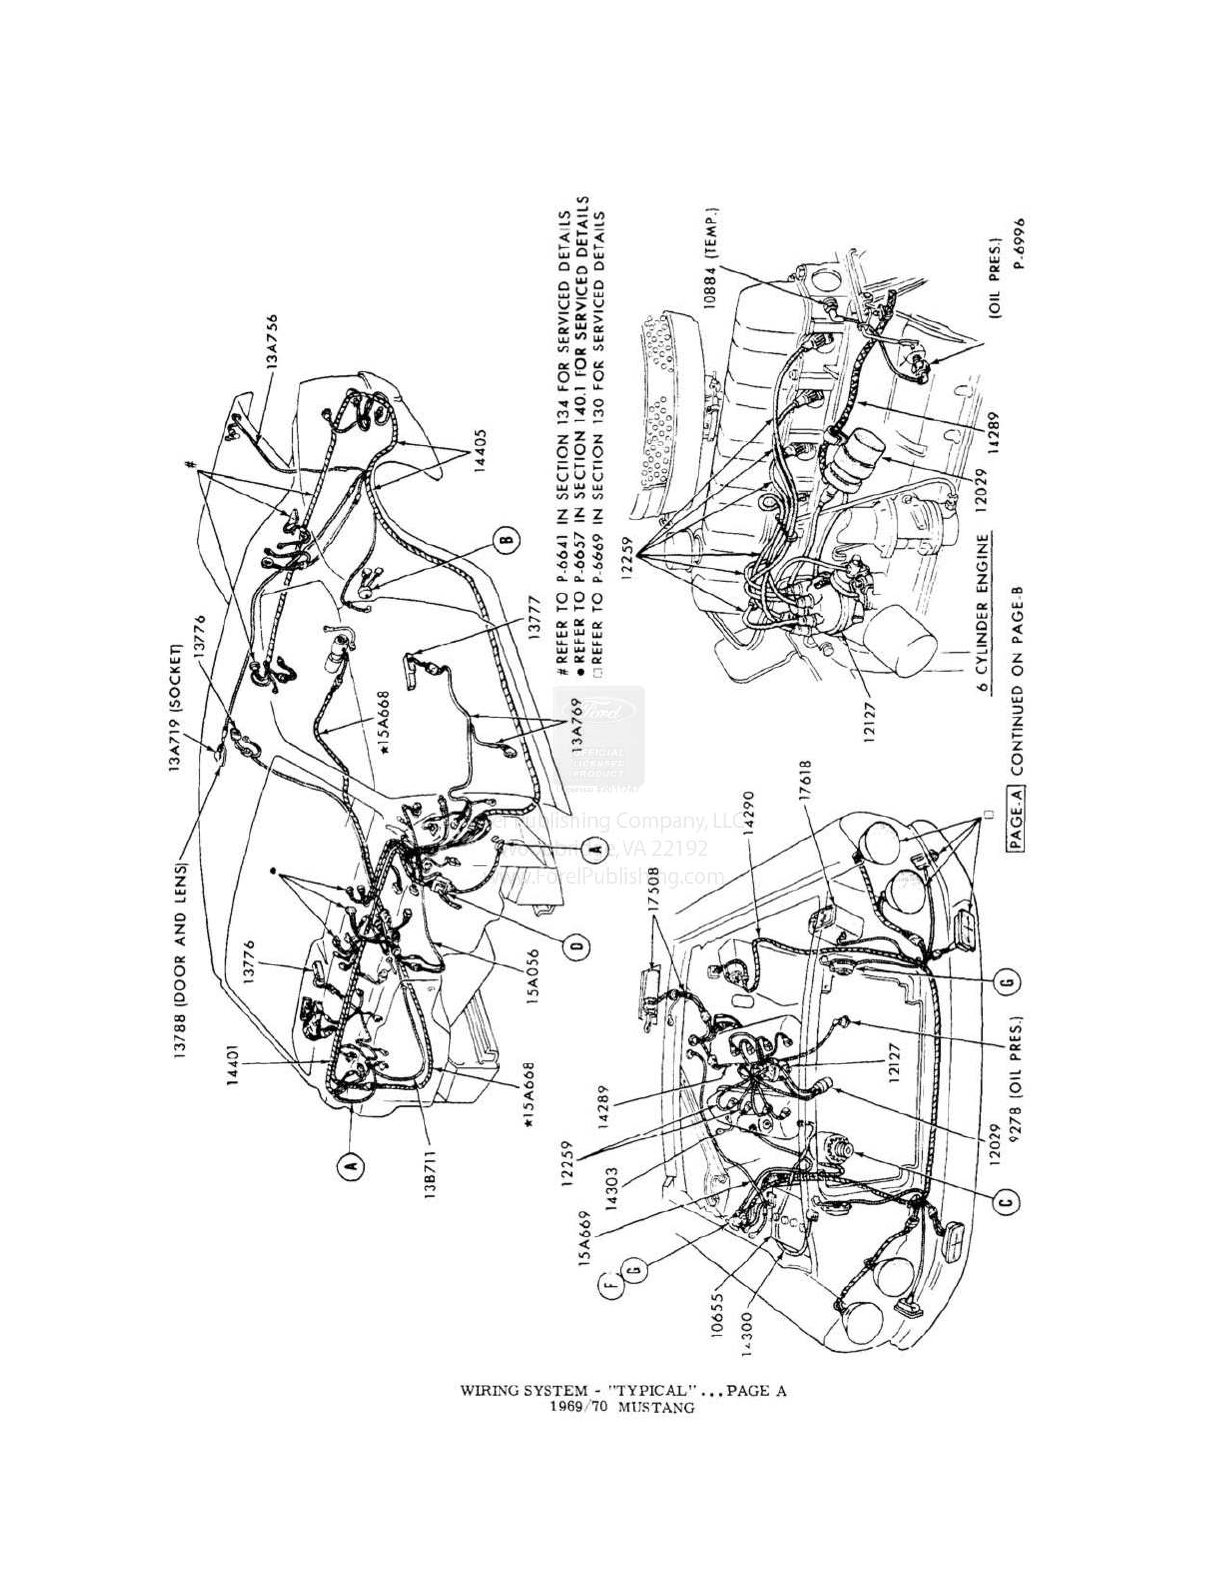 13A719 (SOCKET)
13776
#
13A756
13788 (DOOR AND LENS)
14401
13776
●
★15A668
14405
B
13777
13A769
A
D
15A056
★15A668
13B711
A
# REFER TO P-6641 IN SECTION 134 FOR SERVICED DETAILS
● REFER TO P-6657 IN SECTION 140.1 FOR SERVICED DETAILS
□ REFER TO P-6669 IN SECTION 130 FOR SERVICED DETAILS
Ford
OFFICIAL
LICENSED
PRODUCT
Publishing Company, LLC
VA 22192
www.ForelPublishing.com
12259
10884 (TEMP.)
(OIL PRES.)
P-6996
14289
12029
12127
6 CYLINDER ENGINE
PAGE-A CONTINUED ON PAGE-B
17508
14290
17618
□
G
9278 (OIL PRES.)
12127
12029
C
14289
12259
14303
15A669
F
G
10655
14300
WIRING SYSTEM - "TYPICAL"...PAGE A
1969/70 MUSTANG